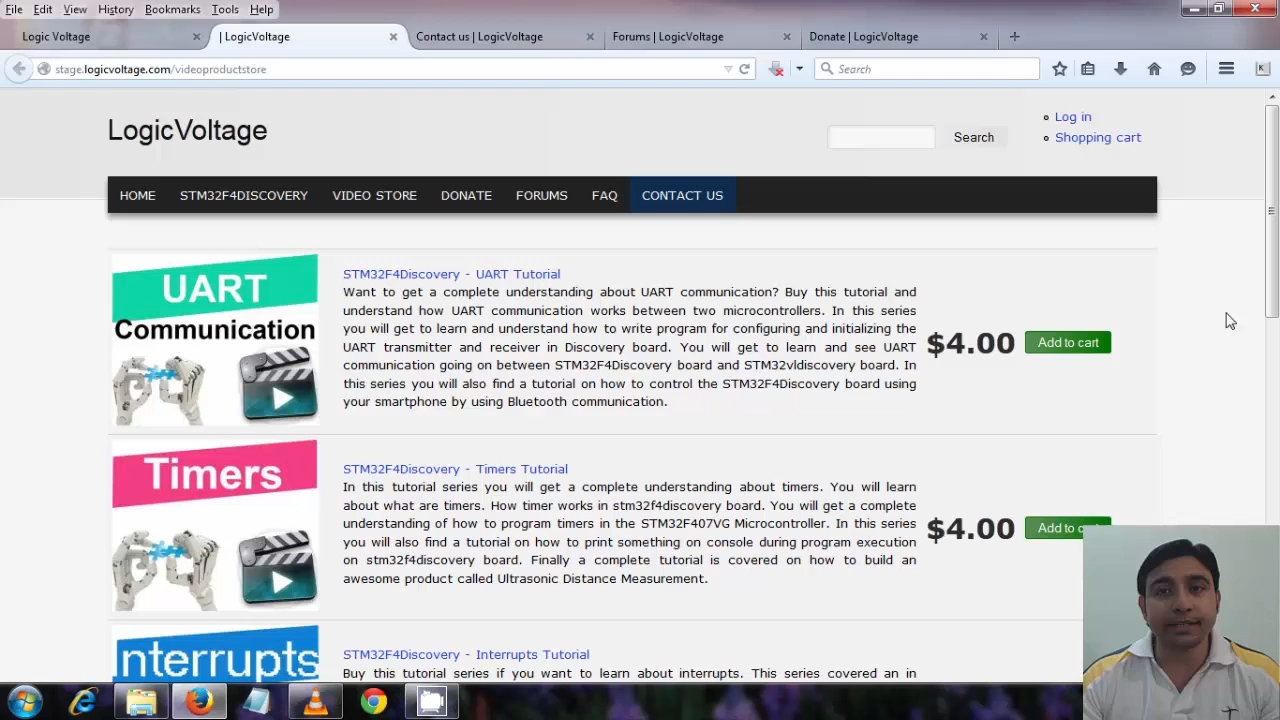 File Edit View History Bookmarks Tools Help
Logic Voltage
| LogicVoltage
Contact us | LogicVoltage
Forums | LogicVoltage
Donate | LogicVoltage
stage.logicvoltage.com/videoproductstore
Search
LogicVoltage
Search
Log in
Shopping cart
HOME STM32F4DISCOVERY VIDEO STORE DONATE FORUMS FAQ CONTACT US
UART
Communication
STM32F4Discovery - UART Tutorial
Want to get a complete understanding about UART communication? Buy this tutorial and
understand how UART communication works between two microcontrollers. In this series
you will get to learn and understand how to write program for configuring and initializing the
UART transmitter and receiver in Discovery board. You will get to learn and see UART
communication going on between STM32F4Discovery board and STM32vldiscovery board. In
this series you will also find a tutorial on how to control the STM32F4Discovery board using
your smartphone by using Bluetooth communication.
$4.00 Add to cart
Timers
STM32F4Discovery - Timers Tutorial
In this tutorial series you will get a complete understanding about timers. You will learn
about what are timers. How timer works in stm32f4discovery board. You will get a complete
understanding of how to program timers in the STM32F407VG Microcontroller. In this series
you will also find a tutorial on how to print something on console during program execution
on stm32f4discovery board. Finally a complete tutorial is covered on how to build an
awesome product called Ultrasonic Distance Measurement.
$4.00 Add to
Interrupts
STM32F4Discovery - Interrupts Tutorial
Buy this tutorial series if you want to learn about interrupts. This series covered an in